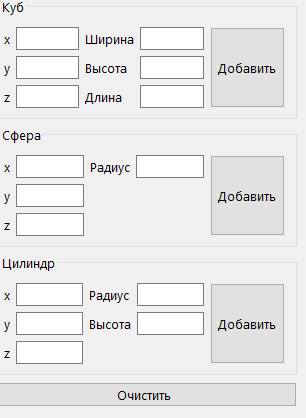 Куб
x Ширина
y Высота Добавить
z Длина
Сфера
x Радиус
y Добавить
z
Цилиндр
x Радиус
y Высота Добавить
z
Очистить